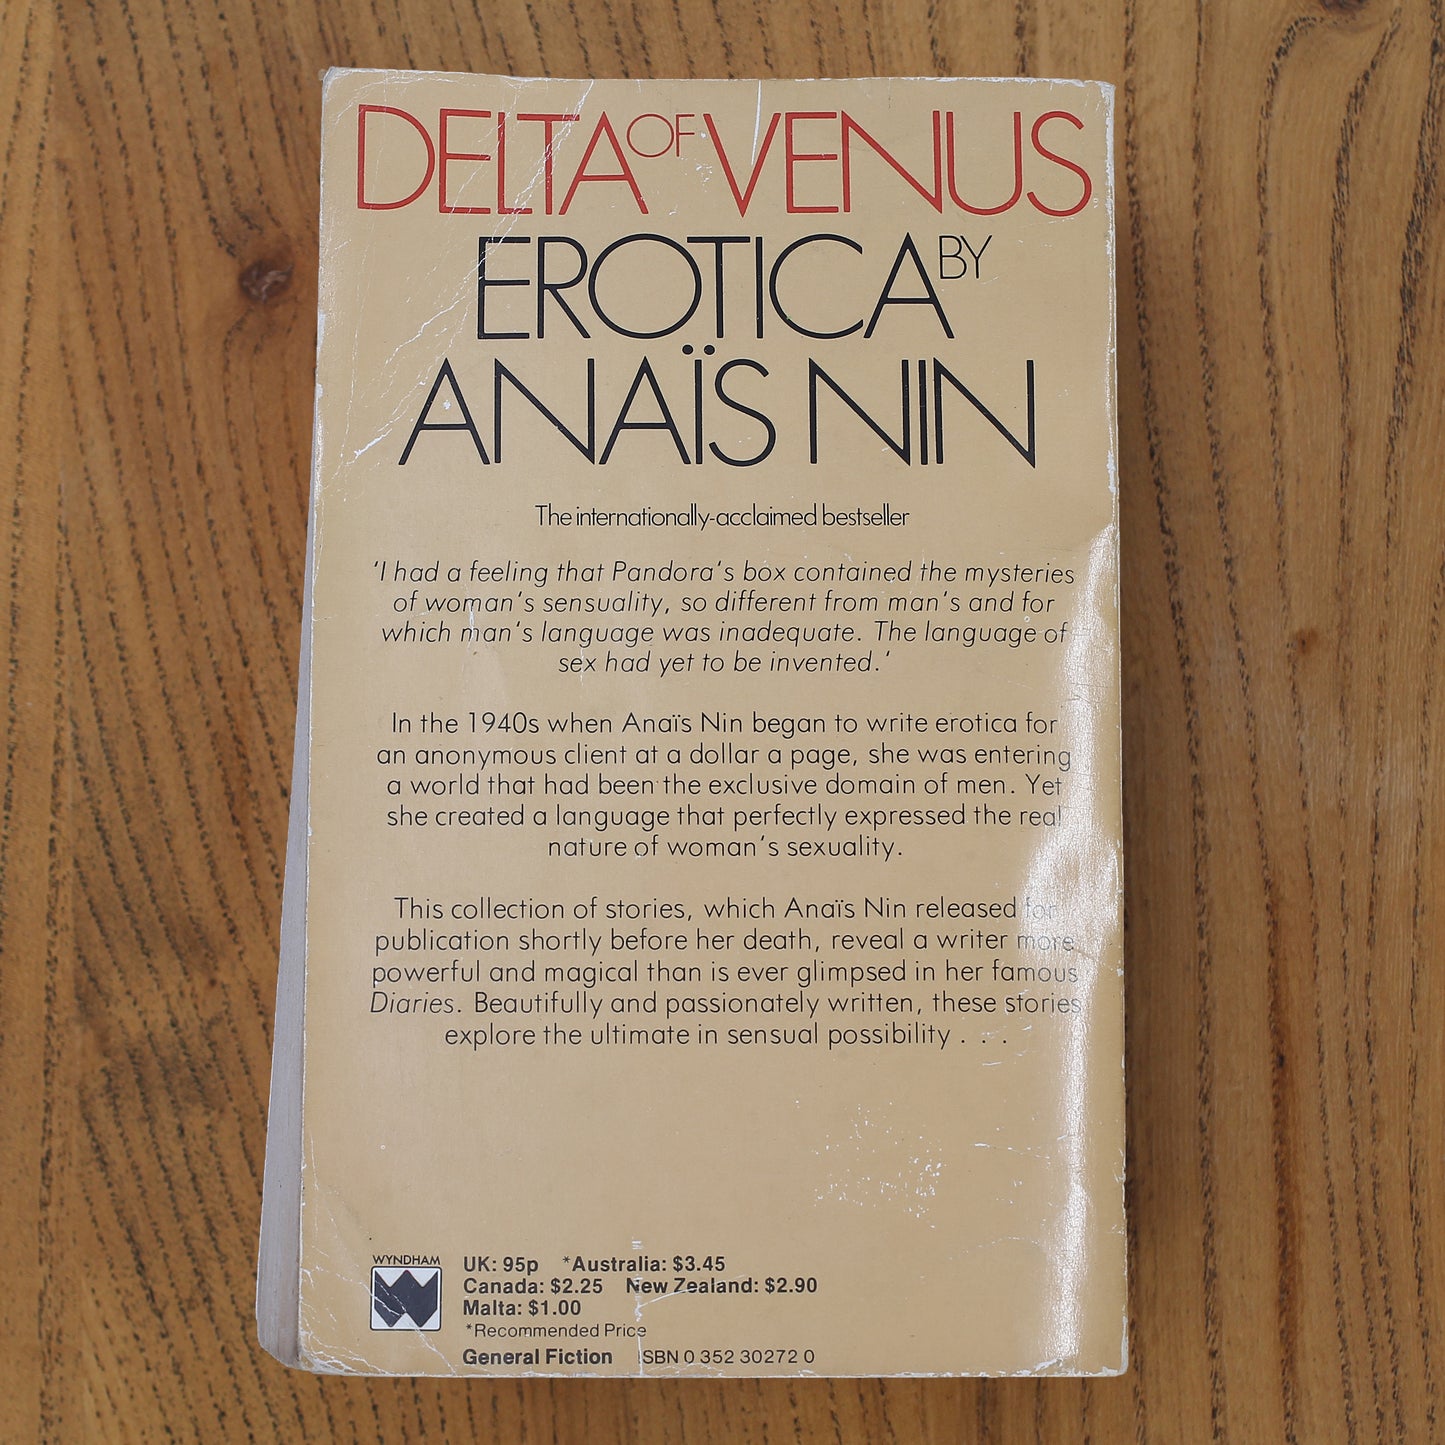 DELTA OF VENUS
EROTICA BY
ANAÏS NIN
The internationally-acclaimed bestseller
'I had a feeling that Pandora's box contained the mysteries
of woman's sensuality, so different from man's and for
which man's language was inadequate. The language of
sex had yet to be invented.'
In the 1940s when Anaïs Nin began to write erotica for
an anonymous client at a dollar a page, she was entering
a world that had been the exclusive domain of men. Yet
she created a language that perfectly expressed the real
nature of woman's sexuality.
This collection of stories, which Anaïs Nin released for
publication shortly before her death, reveal a writer more
powerful and magical than is ever glimpsed in her famous
Diaries. Beautifully and passionately written, these stories
explore the ultimate in sensual possibility . . .
WYNDHAM
UK: 95p *Australia: $3.45
Canada: $2.25 New Zealand: $2.90
Malta: $1.00
*Recommended Price
General Fiction ISBN 0 352 30272 0